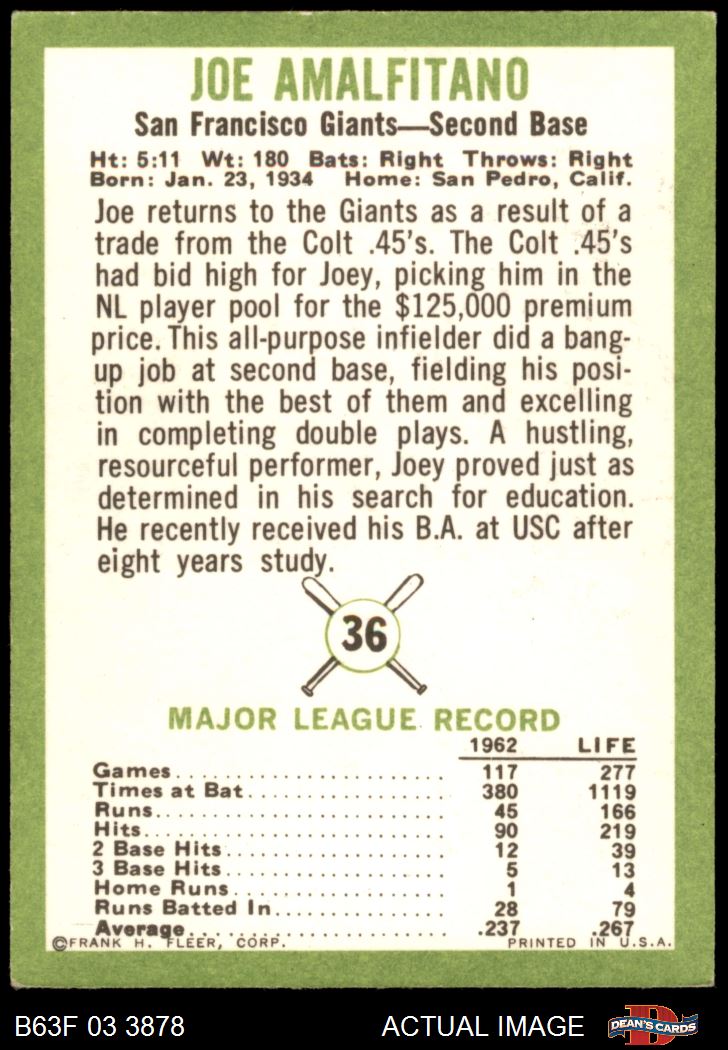 JOE AMALFITANO
San Francisco Giants—Second Base
Ht: 5:11 Wt: 180 Bats: Right Throws: Right
Born: Jan. 23, 1934 Home: San Pedro, Calif.
Joe returns to the Giants as a result of a
trade from the Colt .45's. The Colt .45's
had bid high for Joey, picking him in the
NL player pool for the $125,000 premium
price. This all-purpose infielder did a bang-
up job at second base, fielding his posi-
tion with the best of them and excelling
in completing double plays. A hustling,
resourceful performer, Joey proved just as
determined in his search for education.
He recently received his B.A. at USC after
eight years study.
36
MAJOR LEAGUE RECORD
1962 LIFE
Games 117 277
Times at Bat 380 1119
Runs 45 166
Hits 90 219
2 Base Hits 12 39
3 Base Hits 5 13
Home Runs 1 4
Runs Batted In 28 79
Average .237 .267
©FRANK H. FLEER, CORP. PRINTED IN U.S.A.
B63F 03 3878 ACTUAL IMAGE D DEAN'S CARDS